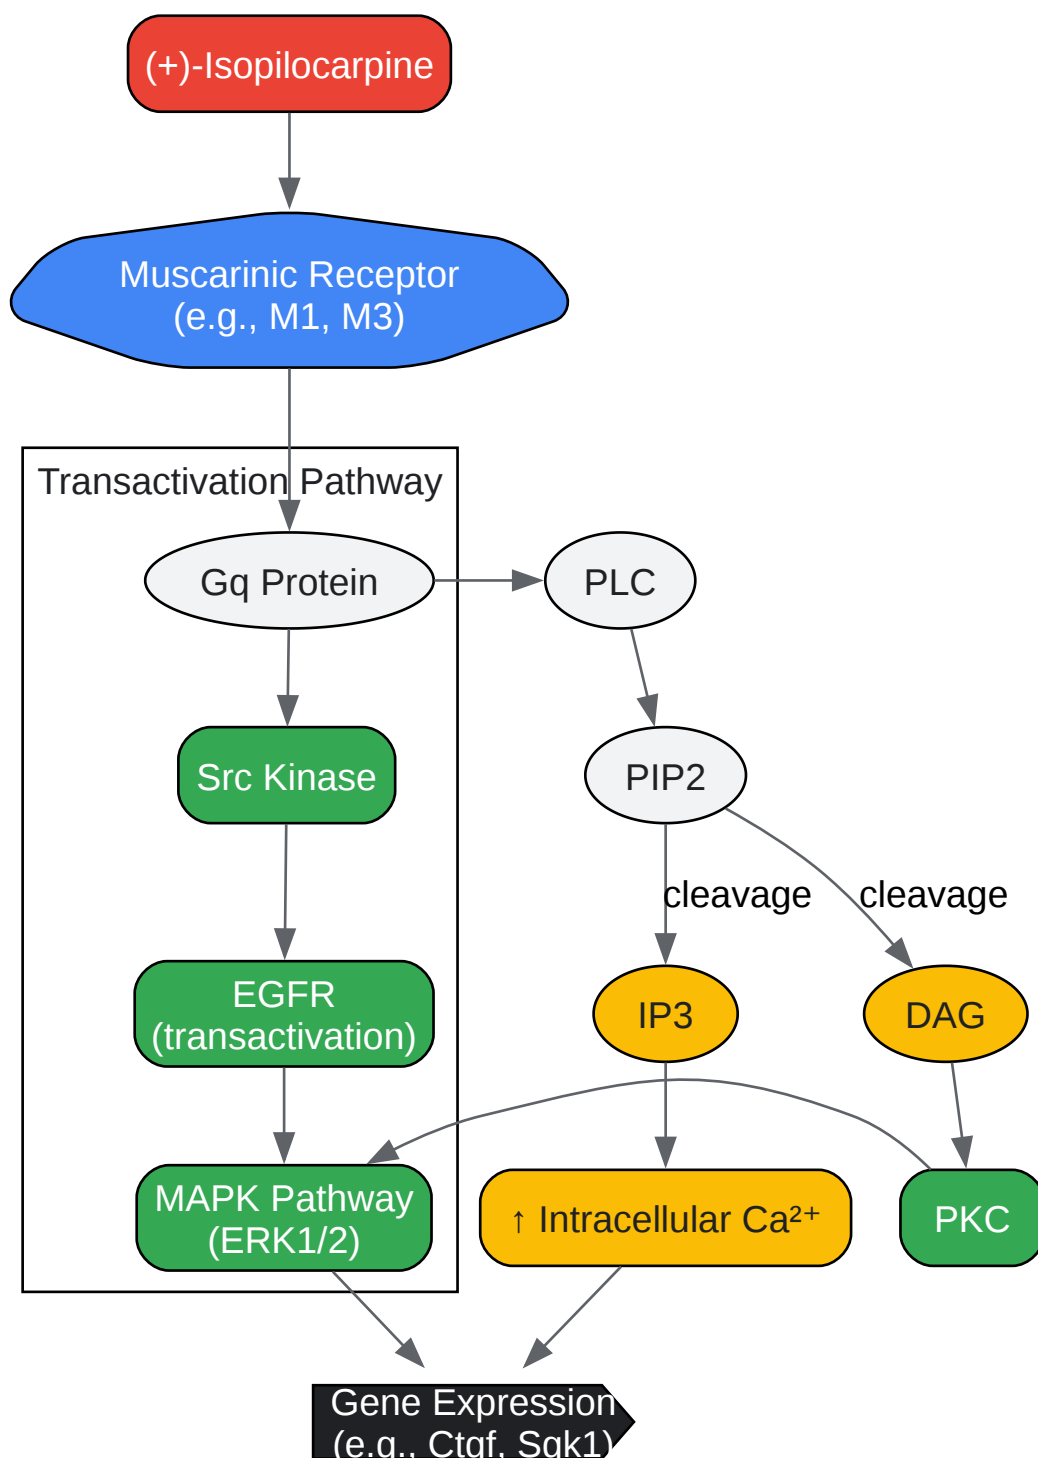 (+)-Isopilocarpine
Muscarinic Receptor
(e.g., M1, M3)
Transactivation Pathway
Gq Protein
PLC
Src Kinase
PIP2
cleavage
cleavage
EGFR
(transactivation)
IP3
DAG
MAPK Pathway
(ERK1/2)
↑ Intracellular Ca²⁺
PKC
Gene Expression
(e.g., Ctgf, Sgk1)